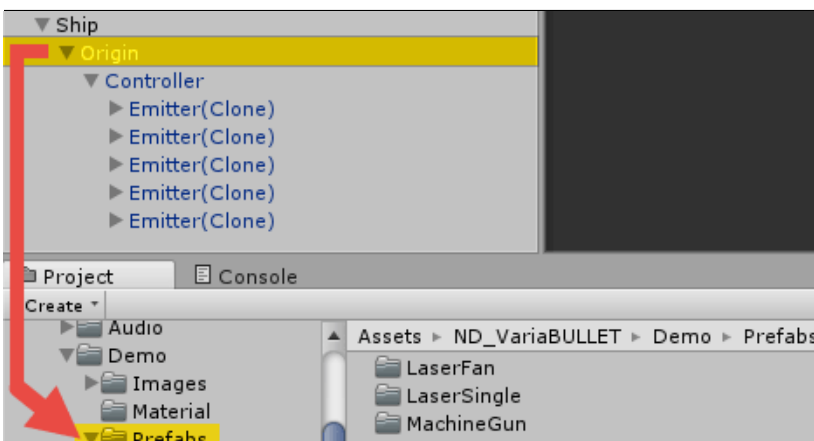 Ship
Origin
Controller
Emitter(Clone)
Emitter(Clone)
Emitter(Clone)
Emitter(Clone)
Emitter(Clone)
Project Console
Create
Audio
Demo
Images
Material
Prefabs
Assets ▸ ND_VariaBULLET ▸ Demo ▸ Prefabs
LaserFan
LaserSingle
MachineGun